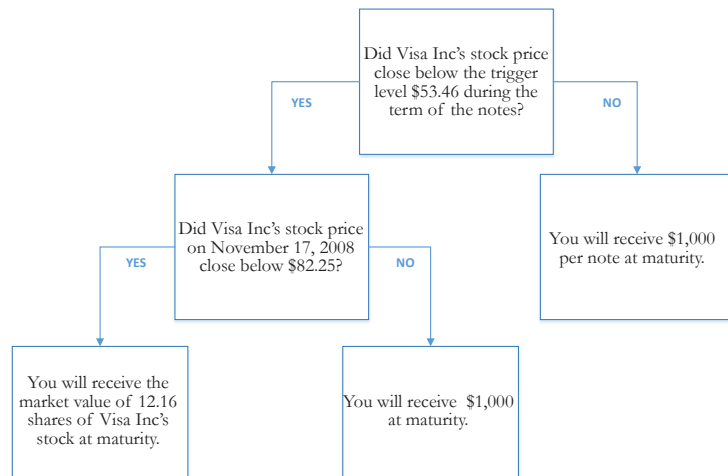 Did Visa Inc's stock price
close below the trigger
level $53.46 during the
term of the notes?
YES
NO
Did Visa Inc's stock price
on November 17, 2008
close below $82.25?
You will receive $1,000
per note at maturity.
YES
NO
You will receive the
market value of 12.16
shares of Visa Inc's
stock at maturity.
You will receive $1,000
at maturity.